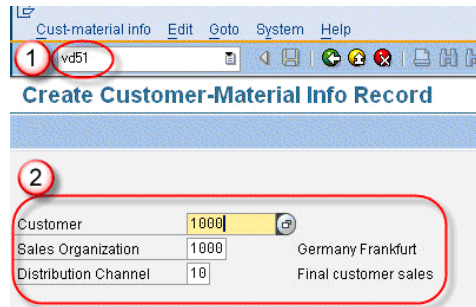 Cust-material info Edit Goto System Help
1 vd51
Create Customer-Material Info Record
2
Customer 1000
Sales Organization 1000 Germany Frankfurt
Distribution Channel 10 Final customer sales